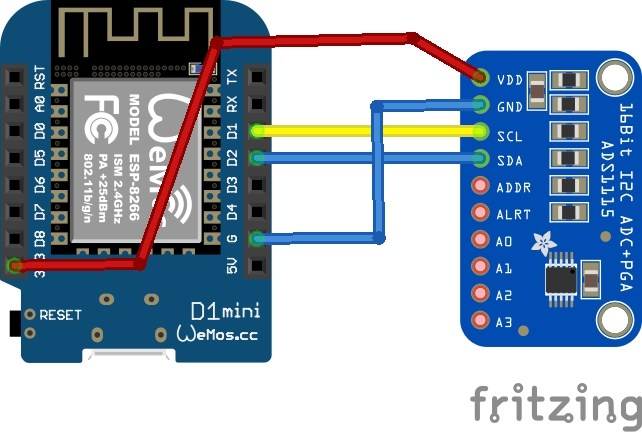 RST
A0
D0
D5
D6
D7
D8
3V3
TX
RX
D1
D2
D3
D4
G
5V
WeMos
MODEL ESP-8266
ISM 2.4GHz
PA +25dBm
802.11b/g/n
FC
RESET
D1mini
WeMos.cc
VDD
GND
SCL
SDA
ADDR
ALRT
A0
A1
A2
A3
16Bit I2C ADC+PGA
ADS1115
fritzing